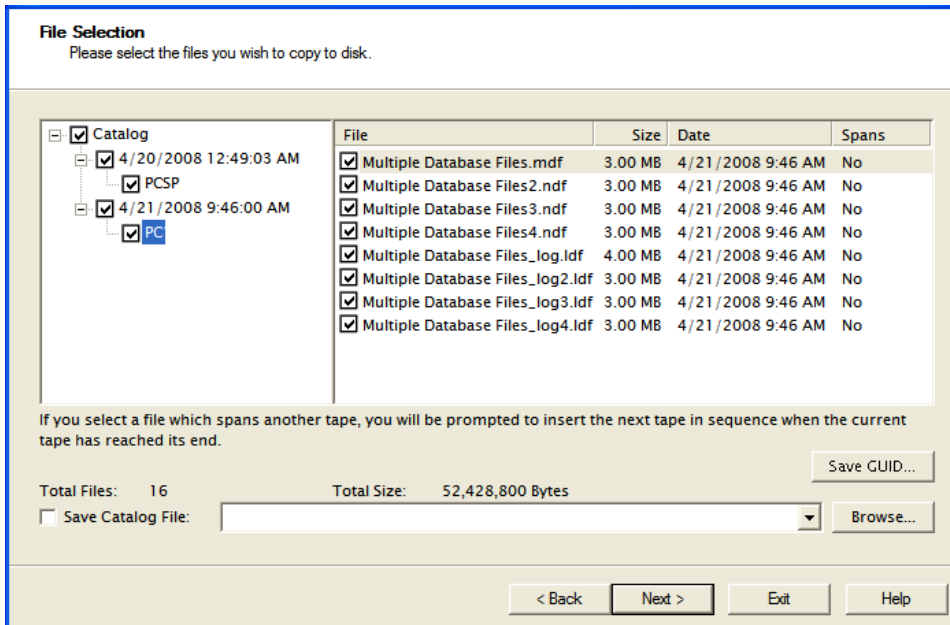 File Selection
Please select the files you wish to copy to disk.
Catalog
4/20/2008 12:49:03 AM
PCSP
4/21/2008 9:46:00 AM
PC
File Size Date Spans
Multiple Database Files.mdf 3.00 MB 4/21/2008 9:46 AM No
Multiple Database Files2.ndf 3.00 MB 4/21/2008 9:46 AM No
Multiple Database Files3.ndf 3.00 MB 4/21/2008 9:46 AM No
Multiple Database Files4.ndf 3.00 MB 4/21/2008 9:46 AM No
Multiple Database Files_log.ldf 4.00 MB 4/21/2008 9:46 AM No
Multiple Database Files_log2.ldf 3.00 MB 4/21/2008 9:46 AM No
Multiple Database Files_log3.ldf 3.00 MB 4/21/2008 9:46 AM No
Multiple Database Files_log4.ldf 3.00 MB 4/21/2008 9:46 AM No
If you select a file which spans another tape, you will be prompted to insert the next tape in sequence when the current
tape has reached its end.
Save GUID...
Total Files: 16 Total Size: 52,428,800 Bytes
Save Catalog File: Browse...
< Back Next > Exit Help